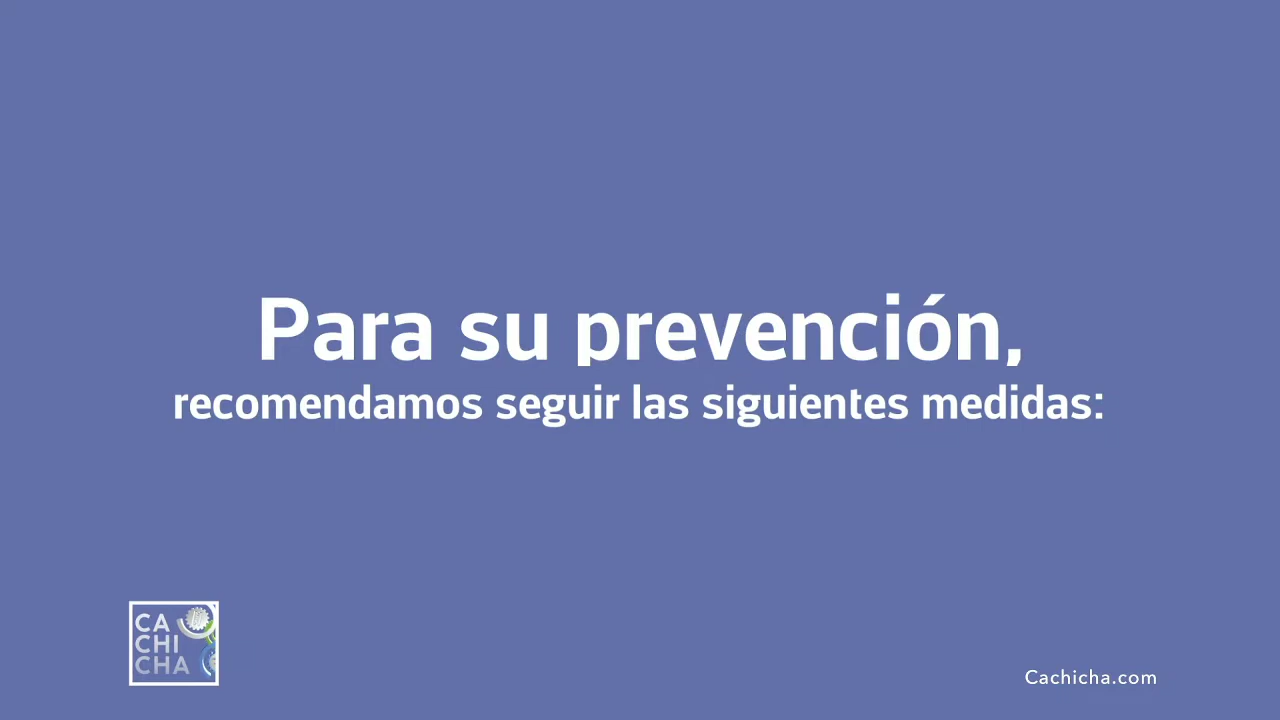 Para su prevención,
recomendamos seguir las siguientes medidas:
CA
CHI
CHA
Cachicha.com